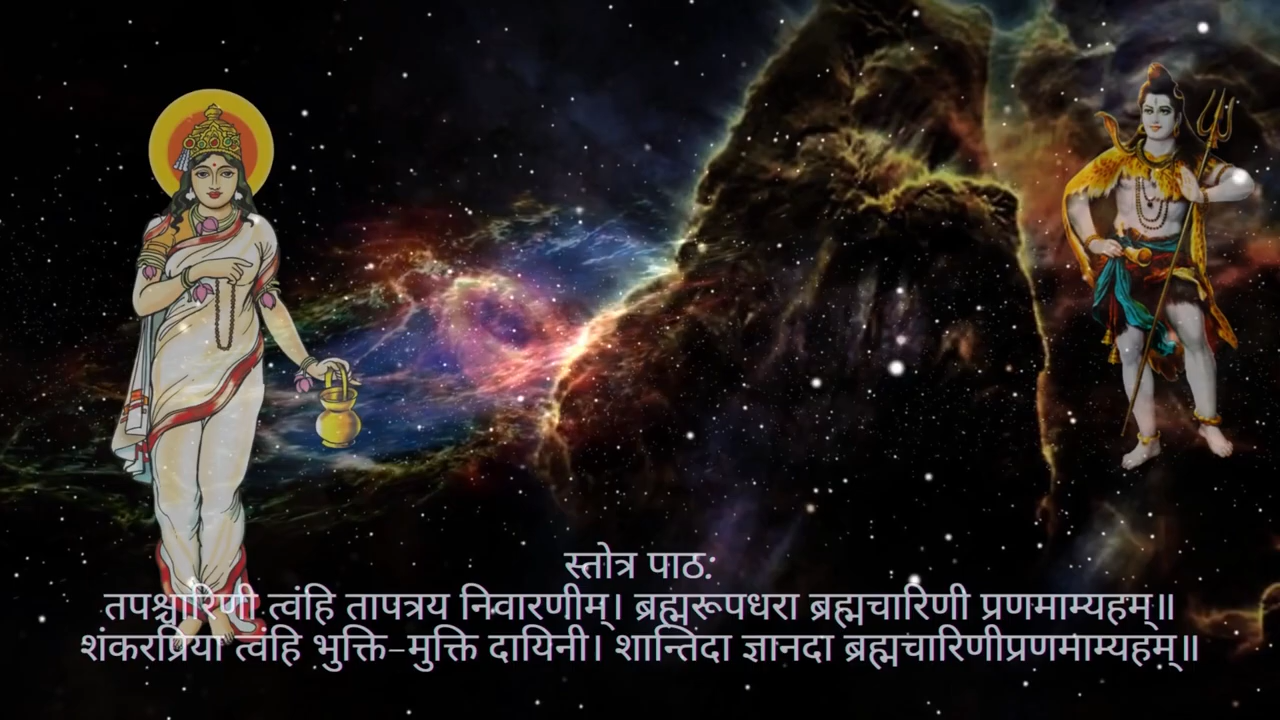 स्तोत्र पाठ:
तपश्चारिणी त्वंहि तापत्रय निवारणीम्। ब्रह्मरूपधरा ब्रह्मचारिणी प्रणमाम्यहम्॥
शंकरप्रिया त्वंहि भुक्ति-मुक्ति दायिनी। शान्तिदा ज्ञानदा ब्रह्मचारिणीप्रणमाम्यहम्॥